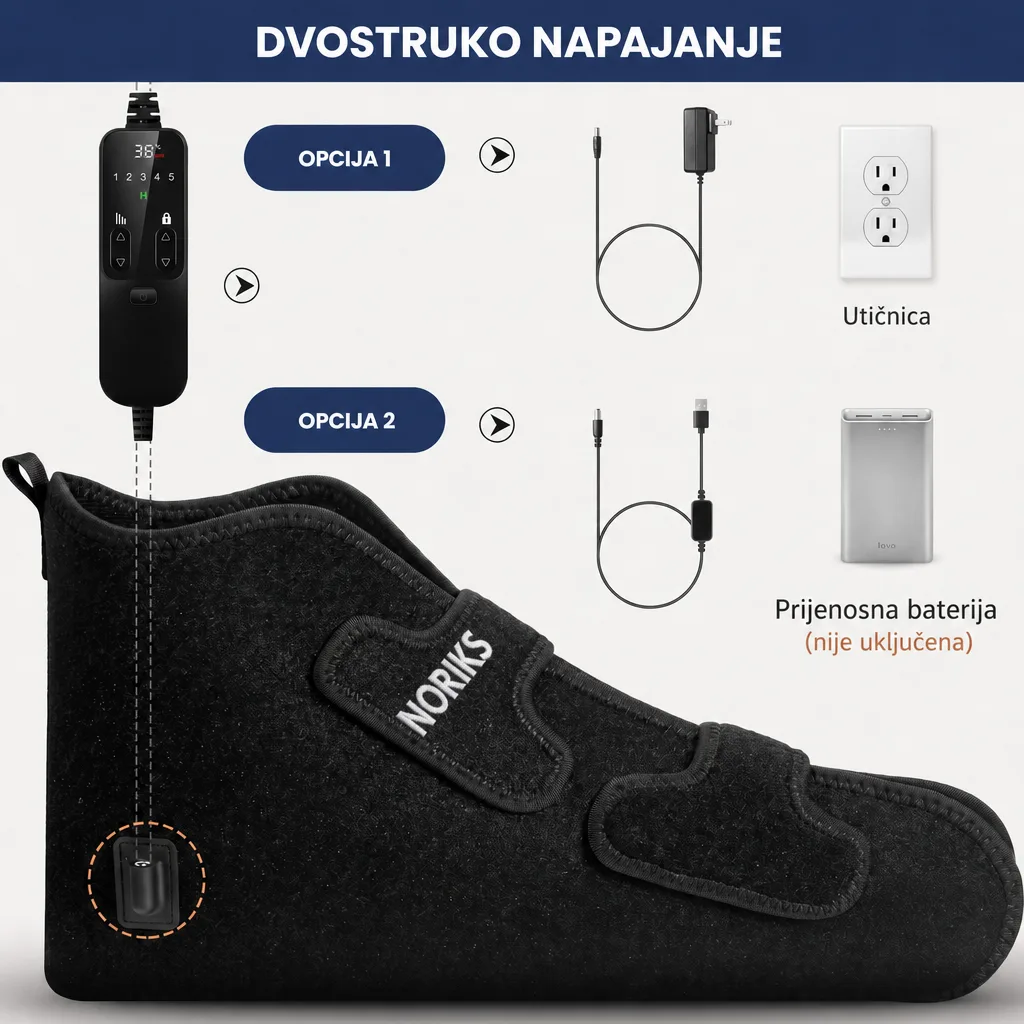 DVOSTRUKO NAPAJANJE
38
1 2 3 4 5
H
OPCIJA 1
Utičnica
OPCIJA 2
Prijenosna baterija
(nije uključena)
NORIKS